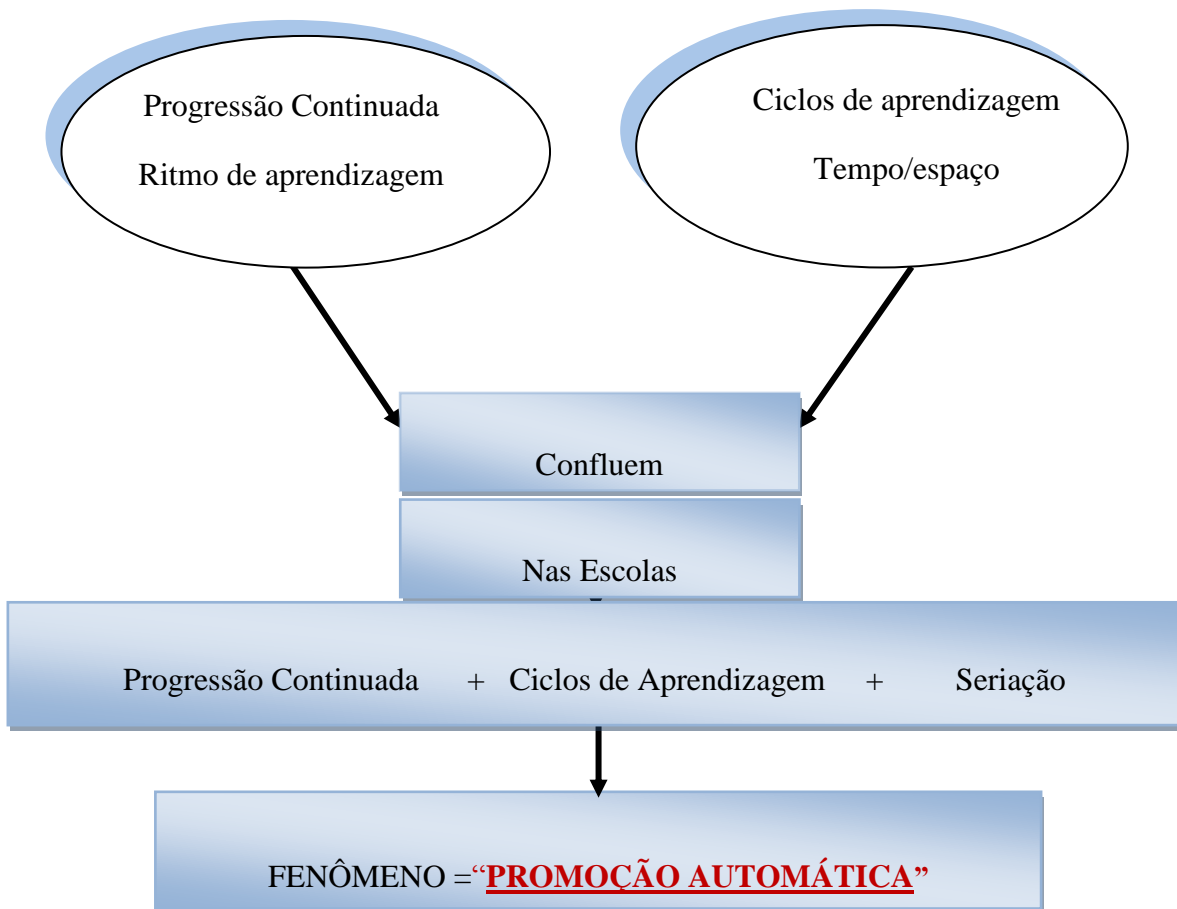 Progressão Continuada
Ritmo de aprendizagem
Ciclos de aprendizagem
Tempo/espaço
Confluem
Nas Escolas
Progressão Continuada + Ciclos de Aprendizagem + Seriação
FENÔMENO =“PROMOÇÃO AUTOMÁTICA”